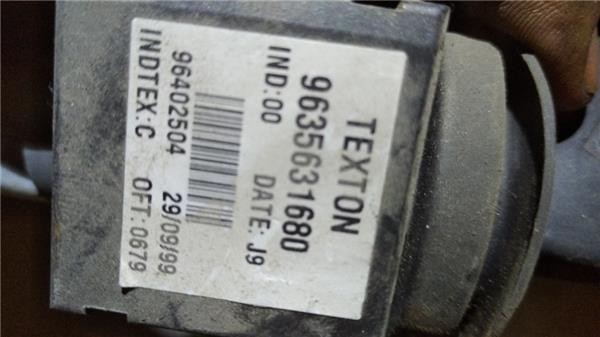 TEXTON
9635631680
IND:00 DATE: J9
96402504 29/09/99
INDTEX:C OFT:0679